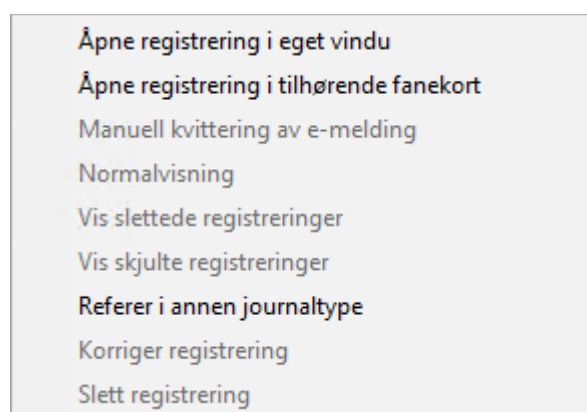 Åpne registrering i eget vindu
Åpne registrering i tilhørende fanekort
Manuell kvittering av e-melding
Normalvisning
Vis slettede registreringer
Vis skjulte registreringer
Referer i annen journaltype
Korriger registrering
Slett registrering